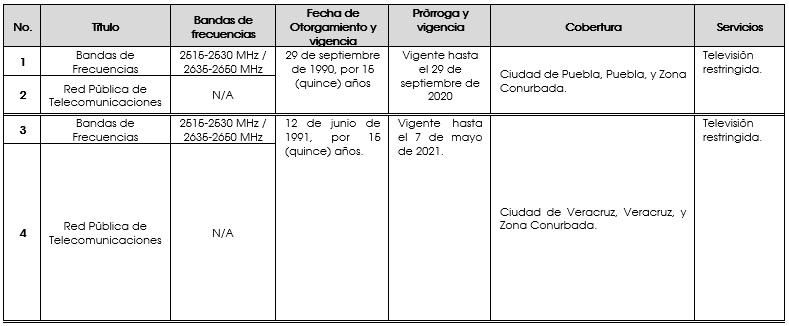 No. Título Bandas de frecuencias Fecha de Otorgamiento y vigencia Prórroga y vigencia Cobertura Servicios
1 Bandas de Frecuencias 2515-2530 MHz / 2635-2650 MHz 29 de septiembre de 1990, por 15 (quince) años Vigente hasta el 29 de septiembre de 2020 Ciudad de Puebla, Puebla, y Zona Conurbada. Televisión restringida.
2 Red Pública de Telecomunicaciones N/A
3 Bandas de Frecuencias 2515-2530 MHz / 2635-2650 MHz 12 de junio de 1991, por 15 (quince) años. Vigente hasta el 7 de mayo de 2021. Ciudad de Veracruz, Veracruz, y Zona Conurbada. Televisión restringida.
4 Red Pública de Telecomunicaciones N/A